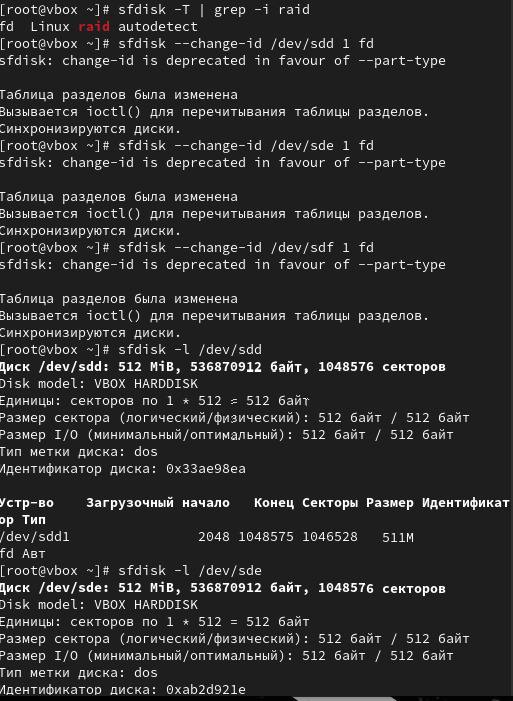 [root@vbox ~]# sfdisk -T | grep -i raid
fd  Linux raid autodetect
[root@vbox ~]# sfdisk --change-id /dev/sdd 1 fd
sfdisk: change-id is deprecated in favour of --part-type
Таблица разделов была изменена
Вызывается ioctl() для перечитывания таблицы разделов.
Синхронизируются диски.
[root@vbox ~]# sfdisk --change-id /dev/sde 1 fd
sfdisk: change-id is deprecated in favour of --part-type
Таблица разделов была изменена
Вызывается ioctl() для перечитывания таблицы разделов.
Синхронизируются диски.
[root@vbox ~]# sfdisk --change-id /dev/sdf 1 fd
sfdisk: change-id is deprecated in favour of --part-type
Таблица разделов была изменена
Вызывается ioctl() для перечитывания таблицы разделов.
Синхронизируются диски.
[root@vbox ~]# sfdisk -l /dev/sdd
Диск /dev/sdd: 512 MiB, 536870912 байт, 1048576 секторов
Disk model: VBOX HARDDISK
Единицы: секторов по 1 * 512 = 512 байт
Размер сектора (логический/физический): 512 байт / 512 байт
Размер I/O (минимальный/оптимальный): 512 байт / 512 байт
Тип метки диска: dos
Идентификатор диска: 0x33ae98ea
Устр-во    Загрузочный начало   Конец Секторы Размер Идентификат
ор Тип
/dev/sdd1                2048 1048575 1046528   511M
fd Авт
[root@vbox ~]# sfdisk -l /dev/sde
Диск /dev/sde: 512 MiB, 536870912 байт, 1048576 секторов
Disk model: VBOX HARDDISK
Единицы: секторов по 1 * 512 = 512 байт
Размер сектора (логический/физический): 512 байт / 512 байт
Размер I/O (минимальный/оптимальный): 512 байт / 512 байт
Тип метки диска: dos
Идентификатор диска: 0xab2d921e